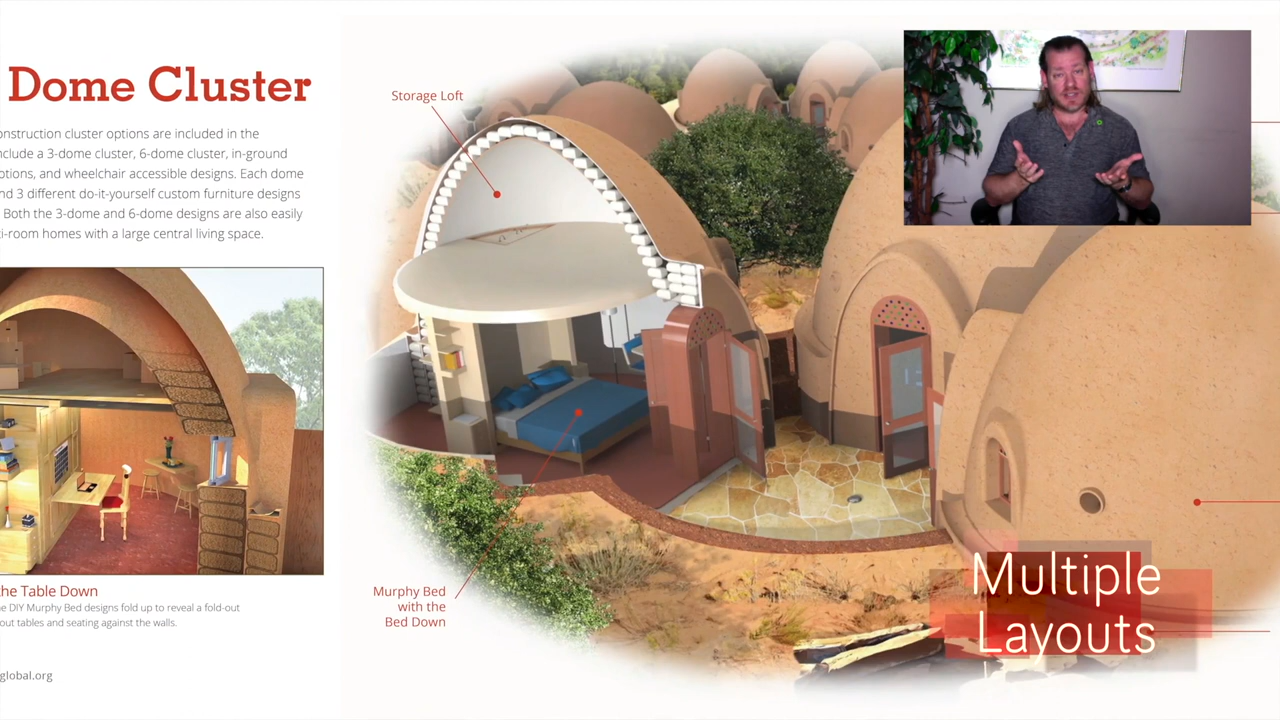 Dome Cluster
onstruction cluster options are included in the
nclude a 3-dome cluster, 6-dome cluster, in-ground
ptions, and wheelchair accessible designs. Each dome
nd 3 different do-it-yourself custom furniture designs
Both the 3-dome and 6-dome designs are also easily
i-room homes with a large central living space.
the Table Down
e DIY Murphy Bed designs fold up to reveal a fold-out
out tables and seating against the walls.
global.org
Storage Loft
Murphy Bed
with the
Bed Down
Multiple
Layouts